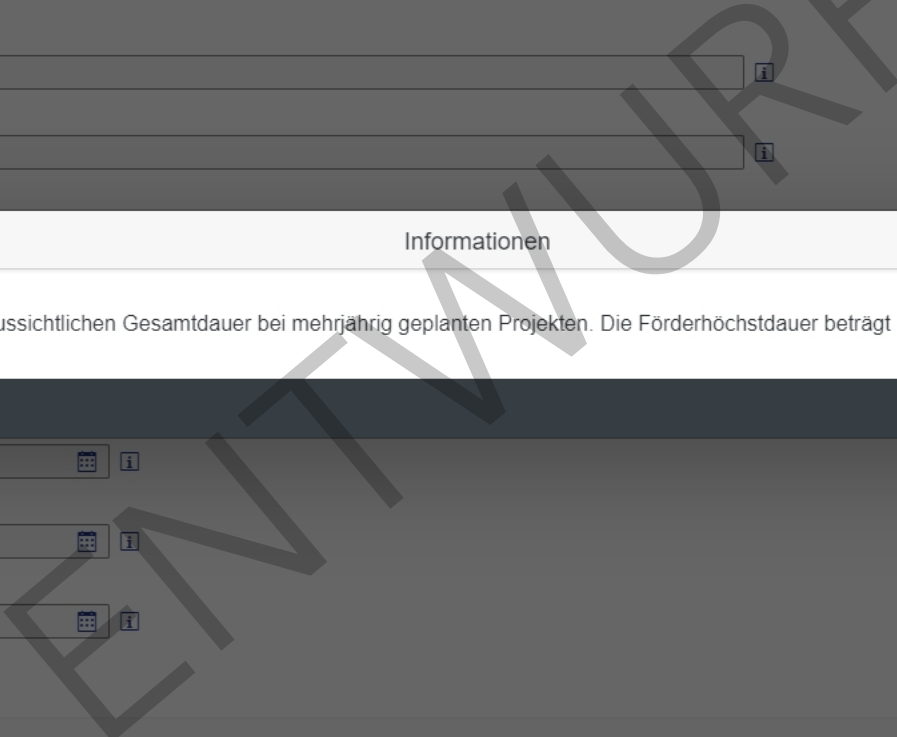 Informationen
ussichtlichen Gesamtdauer bei mehrjährig geplanten Projekten. Die Förderhöchstdauer beträgt
ENTWURF